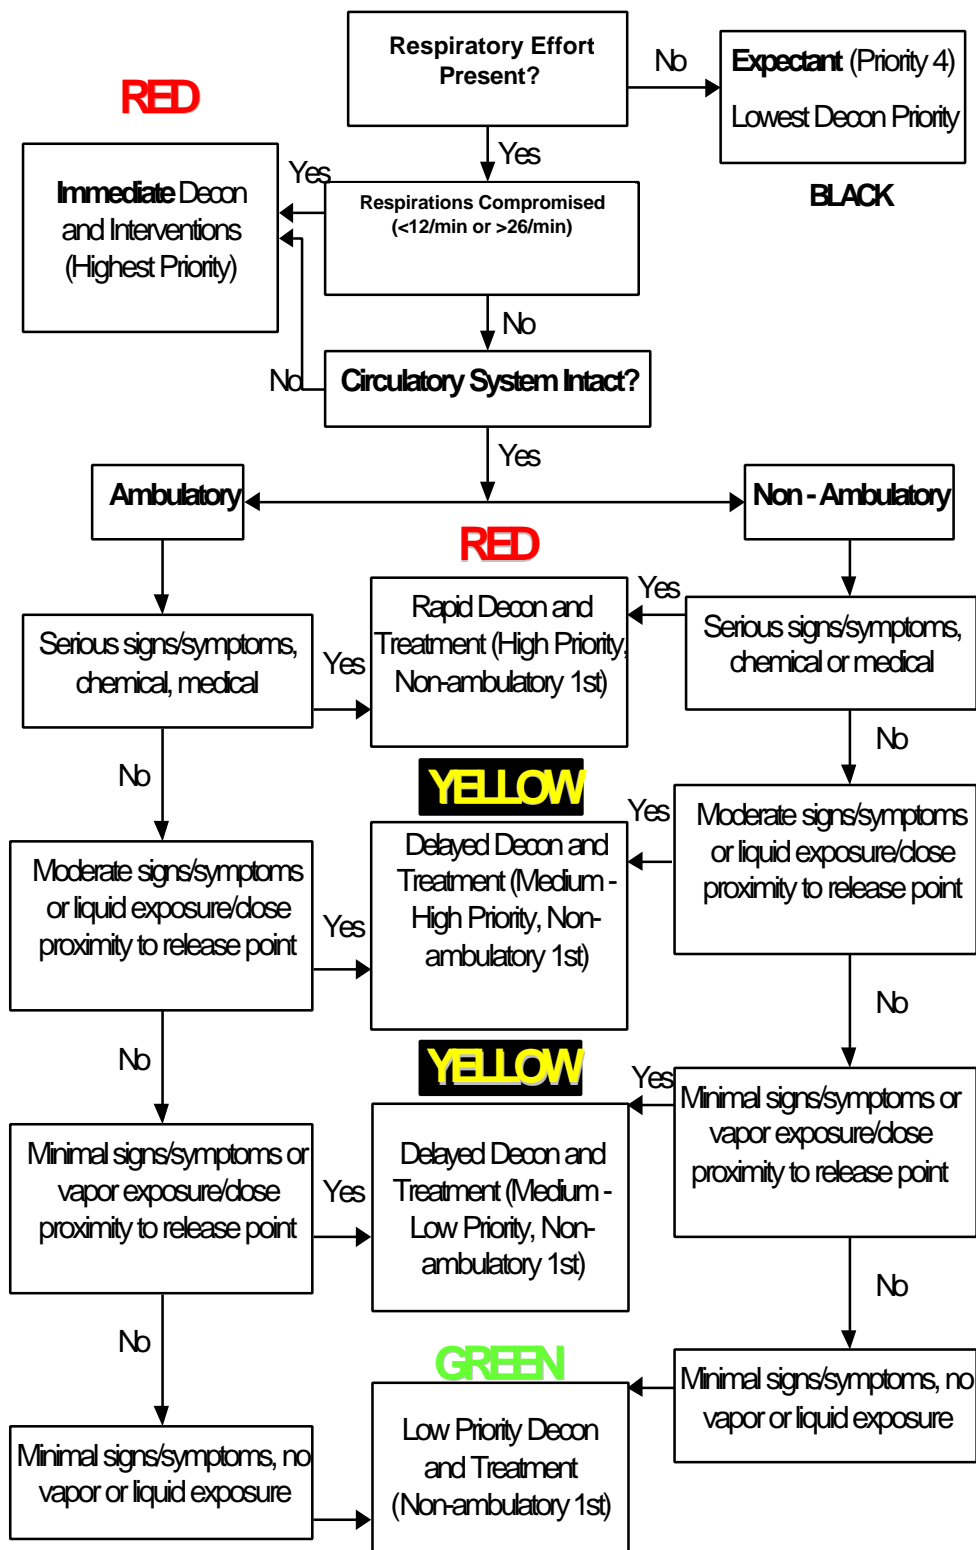 Respiratory Effort
Present?
No
Expectant (Priority 4)
Lowest Decon Priority
BLACK
RED
Yes
Yes
Immediate Decon
and Interventions
(Highest Priority)
Respirations Compromised
(<12/min or >26/min)
No
No
Circulatory System Intact?
Yes
Ambulatory
Non - Ambulatory
RED
Serious signs/symptoms,
chemical, medical
Yes
Rapid Decon and
Treatment (High Priority,
Non-ambulatory 1st)
Yes
Serious signs/symptoms,
chemical or medical
No
No
YELLOW
Moderate signs/symptoms
or liquid exposure/close
proximity to release point
Yes
Delayed Decon and
Treatment (Medium -
High Priority, Non-
ambulatory 1st)
Yes
Moderate signs/symptoms
or liquid exposure/close
proximity to release point
No
No
YELLOW
Minimal signs/symptoms or
vapor exposure/close
proximity to release point
Yes
Delayed Decon and
Treatment (Medium -
Low Priority, Non-
ambulatory 1st)
Yes
Minimal signs/symptoms or
vapor exposure/close
proximity to release point
No
No
GREEN
Minimal signs/symptoms, no
vapor or liquid exposure
Low Priority Decon
and Treatment
(Non-ambulatory 1st)
Minimal signs/symptoms, no
vapor or liquid exposure